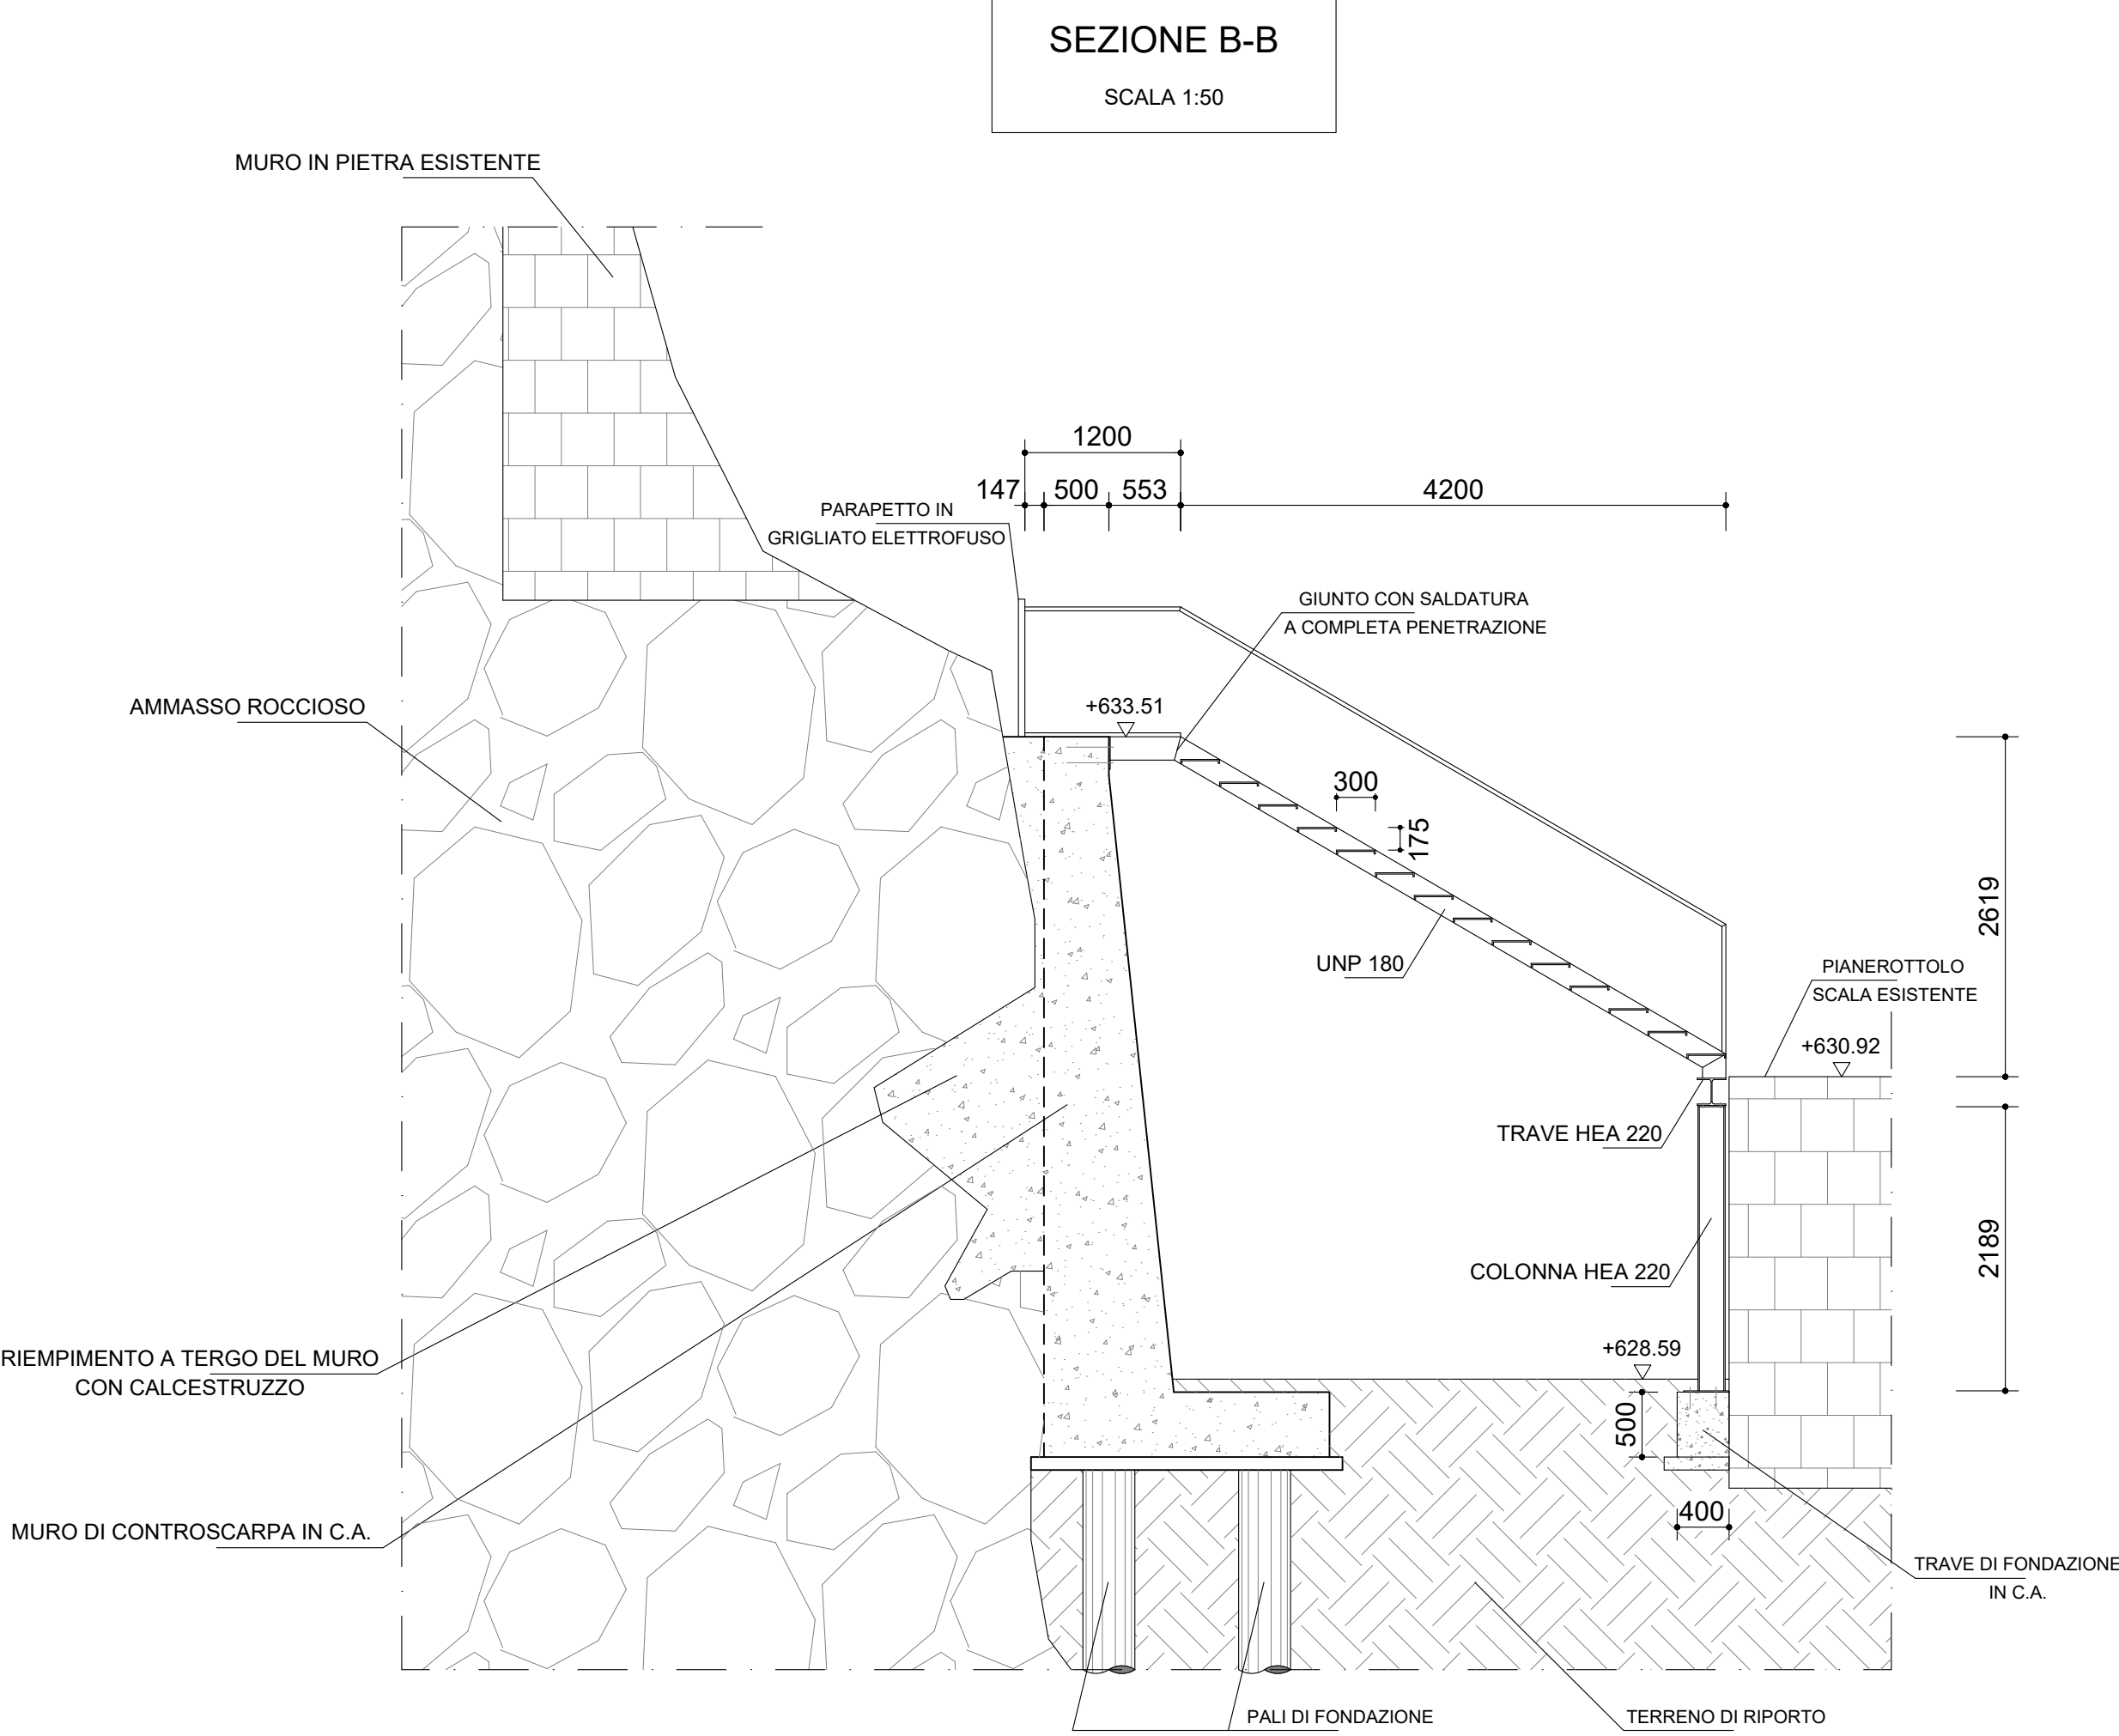 SEZIONE B-B
SCALA 1:50
MURO IN PIETRA ESISTENTE
1200
147 500 553 4200
PARAPETTO IN
GRIGLIATO ELETTROFUSO
GIUNTO CON SALDATURA
A COMPLETA PENETRAZIONE
AMMASSO ROCCIOSO
+633.51
300
175
2619
UNP 180
PIANEROTTOLO
SCALA ESISTENTE
+630.92
TRAVE HEA 220
2189
COLONNA HEA 220
RIEMPIMENTO A TERGO DEL MURO
CON CALCESTRUZZO
+628.59
500
400
MURO DI CONTROSCARPA IN C.A.
TRAVE DI FONDAZIONE
IN C.A.
PALI DI FONDAZIONE
TERRENO DI RIPORTO